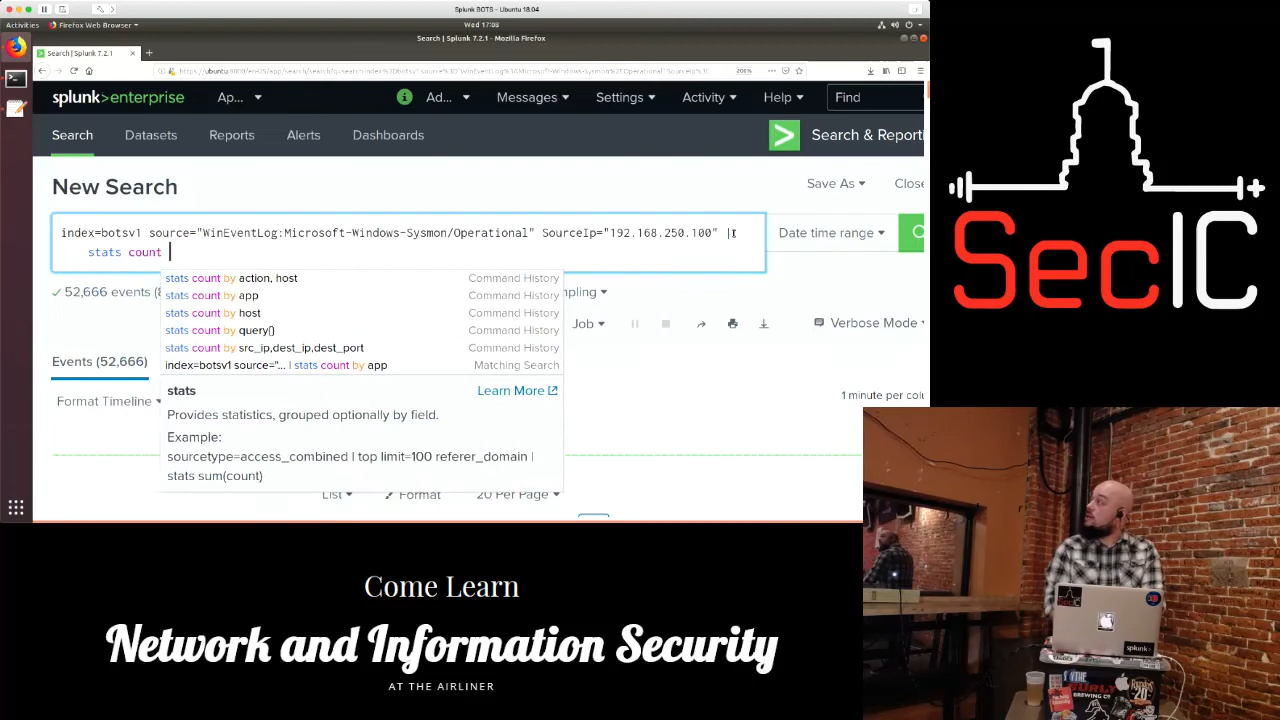 Splunk BOTS - Ubuntu 18.04
Activities Firefox Web Browser Wed 17:08
Search | Splunk 7.2.1 - Mozilla Firefox
Search | Splunk 7.2.1
200%
splunk>enterprise Ap... Ad... Messages Settings Activity Help Find
Search Datasets Reports Alerts Dashboards > Search & Reporti
New Search Save As Close
index=botsv1 source="WinEventLog:Microsoft-Windows-Sysmon/Operational" SourceIp="192.168.250.100" |
stats count
Date time range
stats count by action, host Command History
stats count by app Command History
stats count by host Command History
stats count by query{} Command History
stats count by src_ip,dest_ip,dest_port Command History
index=botsv1 source="... | stats count by app Matching Search
stats Learn More
Provides statistics, grouped optionally by field.
Example:
sourcetype=access_combined | top limit=100 referer_domain |
stats sum(count)
52,666 events (8 mpling
Job Verbose Mode
Events (52,666)
Format Timeline 1 minute per colu
List Format 20 Per Page
SecIC
Come Learn
Network and Information Security
AT THE AIRLINER
splunk>